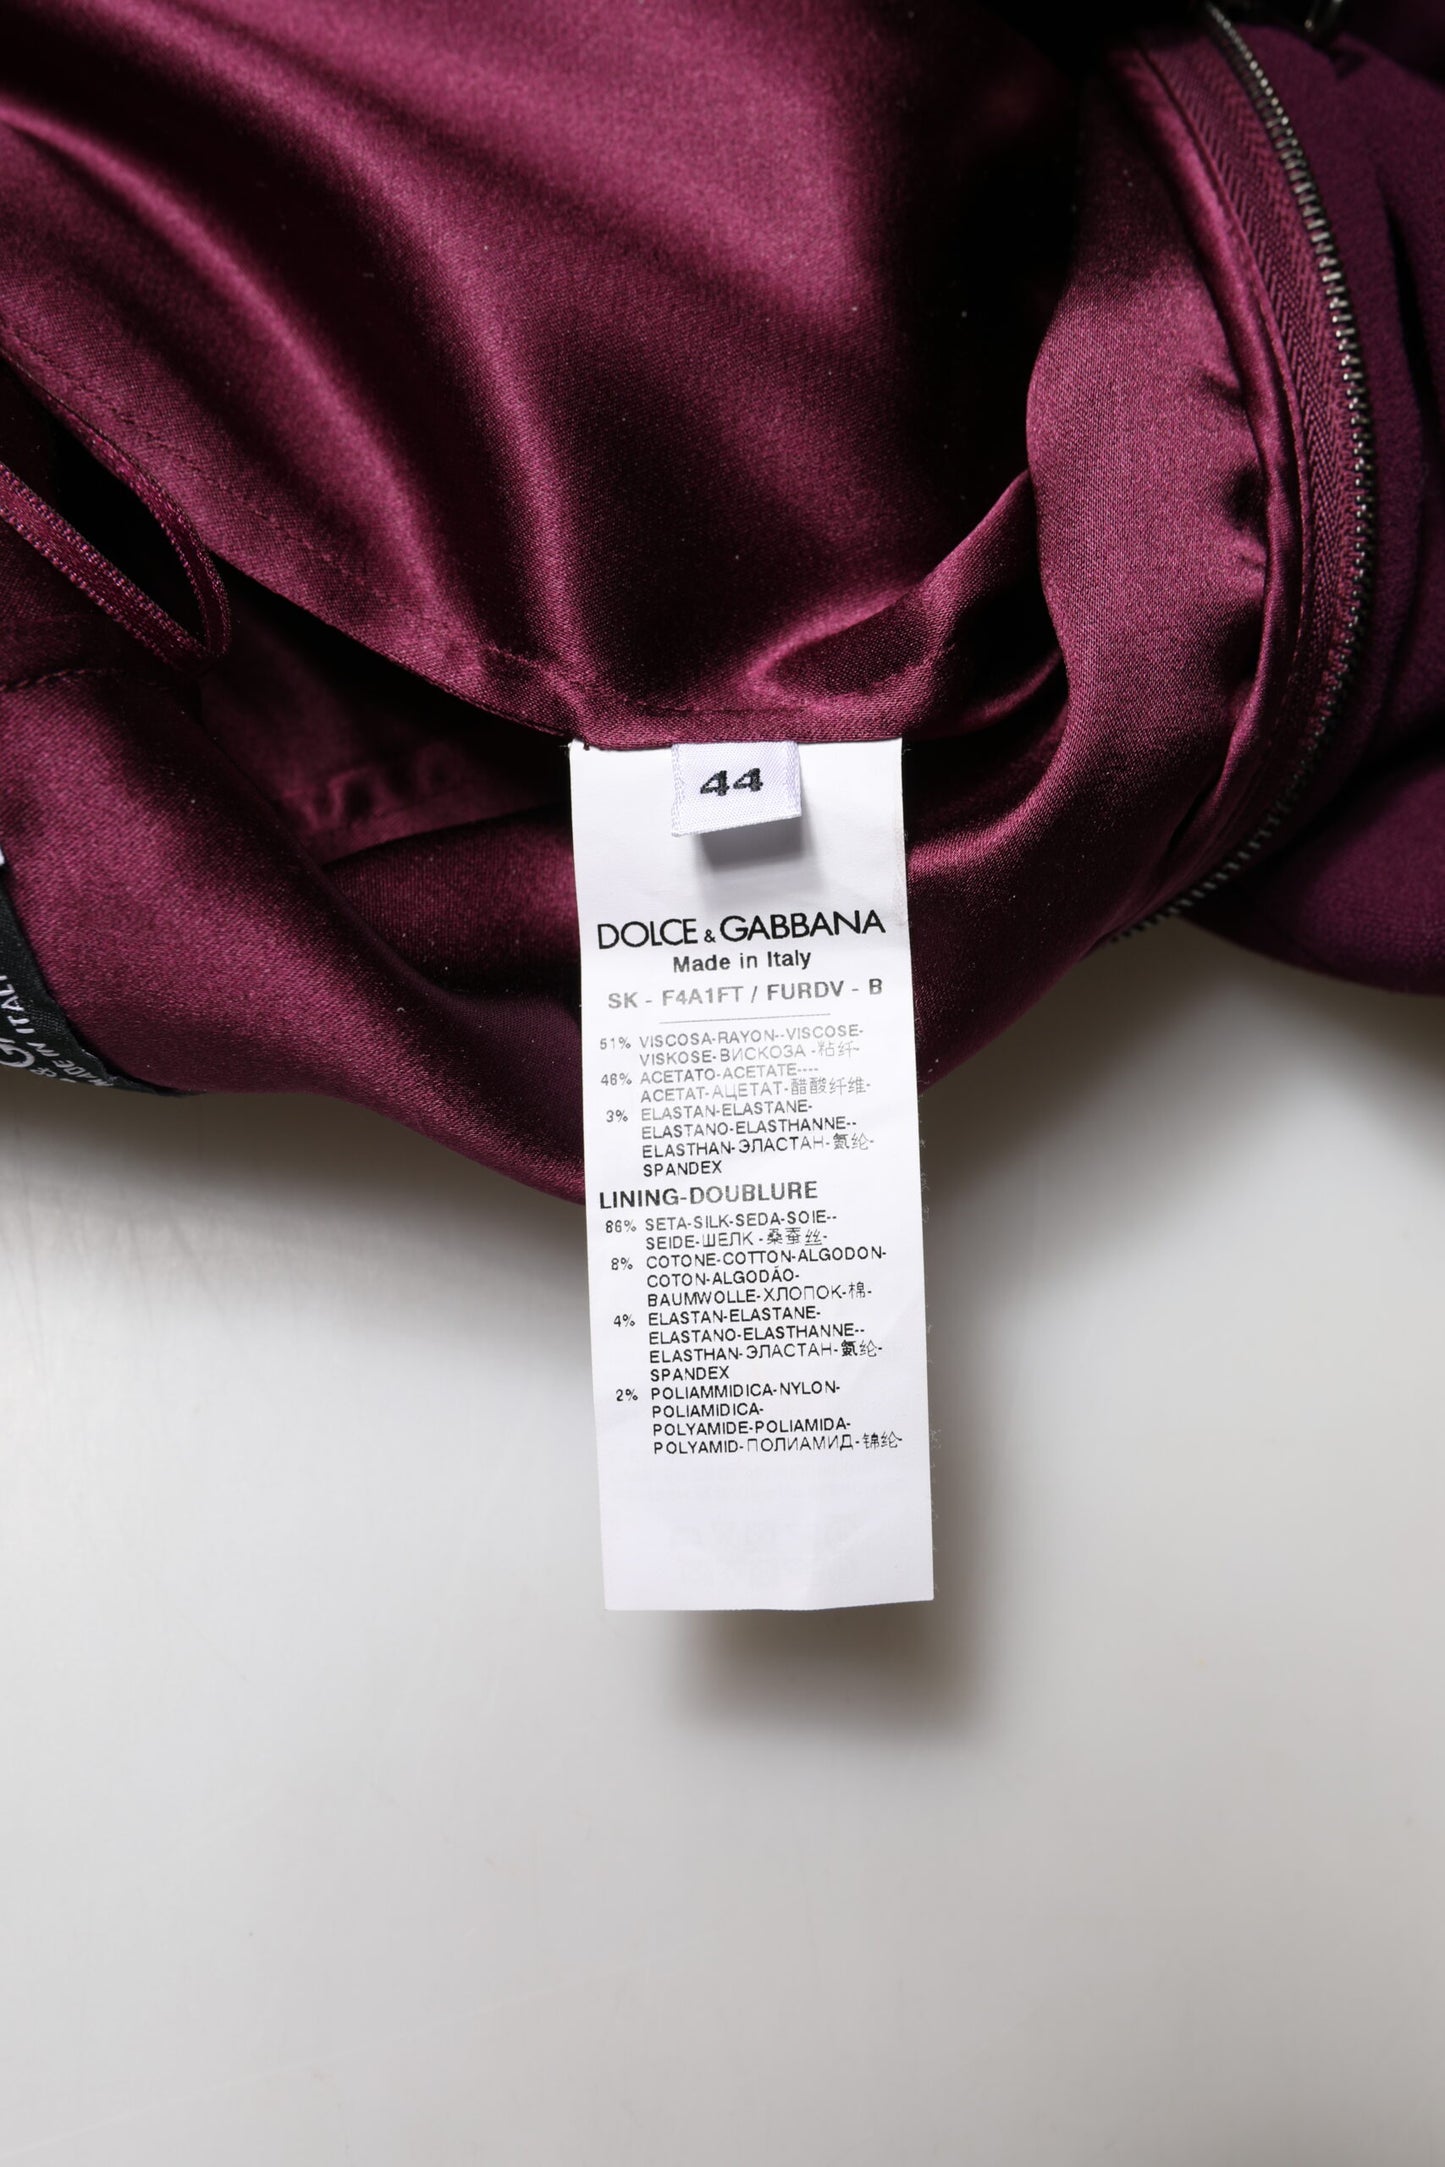 44
DOLCE & GABBANA
Made in Italy
SK - F4A1FT / FURDV - B
51% VISCOSA-RAYON--VISCOSE-
VISKOSE-ВИСКОЗА -粘纤-
46% ACETATO-ACETATE----
ACETAT-АЦЕТАТ-醋酸纤维-
3% ELASTAN-ELASTANE-
ELASTANO-ELASTHANNE--
ELASTHAN-ЭЛАСТАН-氨纶-
SPANDEX
LINING-DOUBLURE
86% SETA-SILK-SEDA-SOIE--
SEIDE-ШЕЛК -桑蚕丝-
8% COTONE-COTTON-ALGODON-
COTON-ALGODÃO-
BAUMWOLLE-ХЛОПОК-棉-
4% ELASTAN-ELASTANE-
ELASTANO-ELASTHANNE--
ELASTHAN-ЭЛАСТАН-氨纶-
SPANDEX
2% POLIAMMIDICA-NYLON-
POLIAMIDICA-
POLYAMIDE-POLIAMIDA-
POLYAMID-ПОЛИАМИД-锦纶-
MADE IN ITALY